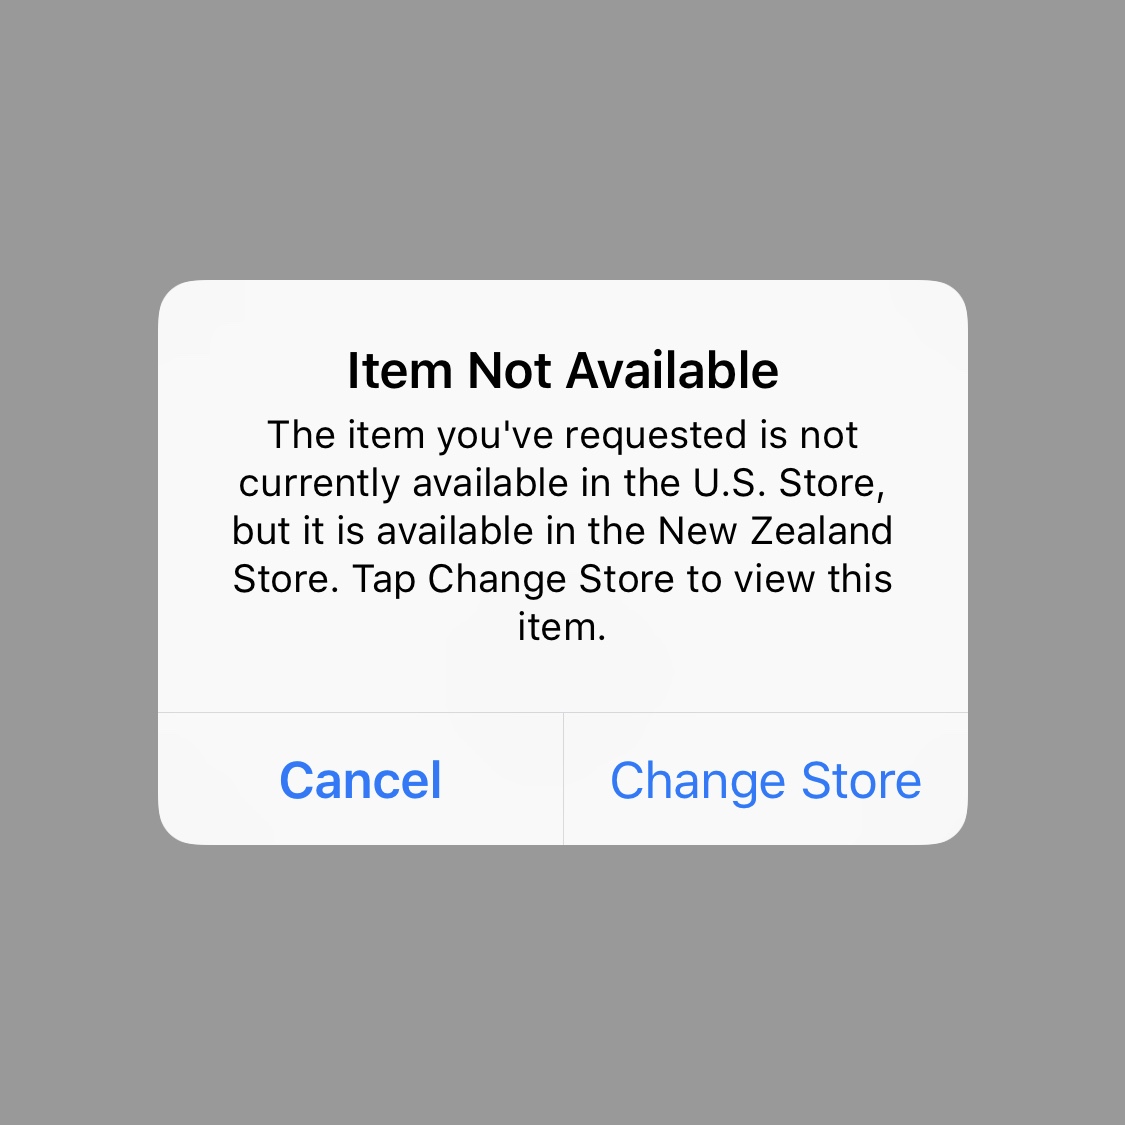 Item Not Available
The item you've requested is not
currently available in the U.S. Store,
but it is available in the New Zealand
Store. Tap Change Store to view this
item.
Cancel
Change Store